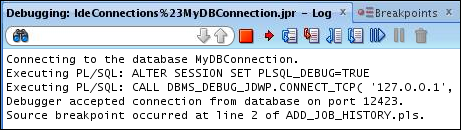 Debugging: IdeConnections%23MyDBConnection.jpr - Log
Breakpoints
Connecting to the database MyDBConnection.
Executing PL/SQL: ALTER SESSION SET PLSQL_DEBUG=TRUE
Executing PL/SQL: CALL DBMS_DEBUG_JDWP.CONNECT_TCP( '127.0.0.1',
Debugger accepted connection from database on port 12423.
Source breakpoint occurred at line 2 of ADD_JOB_HISTORY.pls.